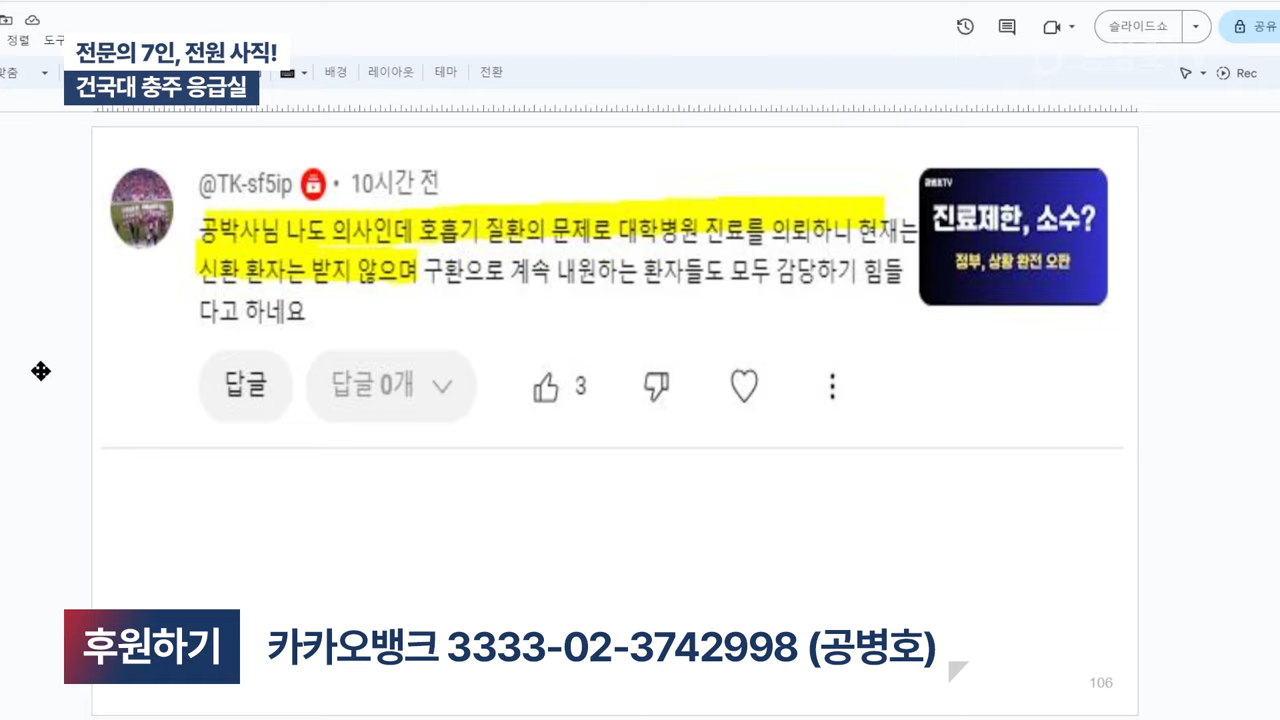 정렬
도구
전문의 7인, 전원 사직!
건국대 충주 응급실
슬라이드쇼
공유
맞춤
배경
레이아웃
테마
전환
Rec
@TK-sf5ip • 10시간 전
공박사님 나도 의사인데 호흡기 질환의 문제로 대학병원 진료를 의뢰하니 현재는
신환 환자는 받지 않으며 구환으로 계속 내원하는 환자들도 모두 감당하기 힘들
다고 하네요
공병호TV
진료제한, 소수?
정부, 상황 완전 오판
답글
답글 0개
3
후원하기
카카오뱅크 3333-02-3742998 (공병호)
106